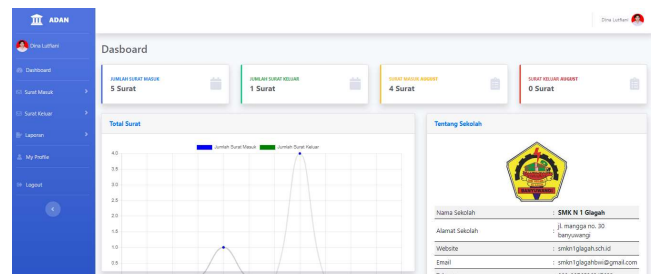 ADAN
Dina Lutfiani
Dina Lutfiani
Dashboard
Surat Masuk
Surat Keluar
Laporan
My Profile
Logout
Dasboard
JUMLAH SURAT MASUK
5 Surat
JUMLAH SURAT KELUAR
1 Surat
SURAT MASUK
4 Surat
SURAT KELUAR
0 Surat
Total Surat
Jumlah Surat Masuk
Jumlah Surat Keluar
4.0
3.5
3.0
2.5
2.0
1.5
1.0
0.5
Tentang Sekolah
BANYUWANGI
Nama Sekolah : SMK N 1 Glagah
Alamat Sekolah : jl. mangga no. 30
banyuwangi
Website : smkn1glagah.sch.id
Email : smkn1glagahbwi@gmail.com